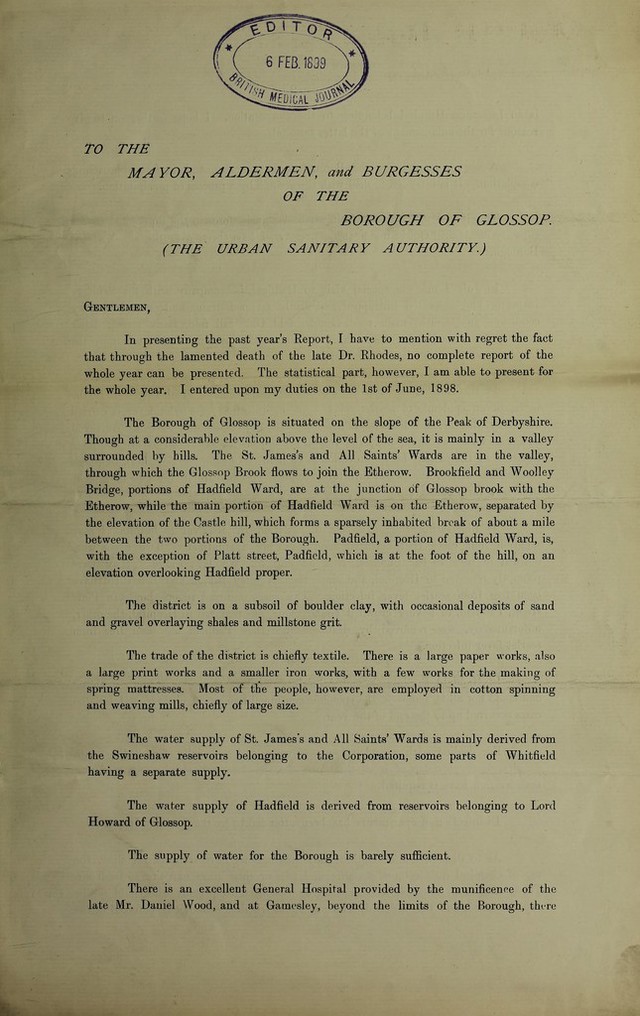 EDITOR
6 FEB. 1899
BRITISH MEDICAL JOURNAL
TO THE
MAYOR, ALDERMEN, and BURGESSES
OF THE
BOROUGH OF GLOSSOP.
(THE URBAN SANITARY AUTHORITY.)
GENTLEMEN,
In presenting the past year's Report, I have to mention with regret the fact
that through the lamented death of the late Dr. Rhodes, no complete report of the
whole year can be presented. The statistical part, however, I am able to present for
the whole year. I entered upon my duties on the 1st of June, 1898.
The Borough of Glossop is situated on the slope of the Peak of Derbyshire.
Though at a considerable elevation above the level of the sea, it is mainly in a valley
surrounded by hills. The St. James's and All Saints' Wards are in the valley,
through which the Glossop Brook flows to join the Etherow. Brookfield and Woolley
Bridge, portions of Hadfield Ward, are at the junction of Glossop brook with the
Etherow, while the main portion of Hadfield Ward is on the Etherow, separated by
the elevation of the Castle hill, which forms a sparsely inhabited break of about a mile
between the two portions of the Borough. Padfield, a portion of Hadfield Ward, is,
with the exception of Platt street, Padfield, which is at the foot of the hill, on an
elevation overlooking Hadfield proper.
The district is on a subsoil of boulder clay, with occasional deposits of sand
and gravel overlaying shales and millstone grit.
The trade of the district is chiefly textile. There is a large paper works, also
a large print works and a smaller iron works, with a few works for the making of
spring mattresses. Most of the people, however, are employed in cotton spinning
and weaving mills, chiefly of large size.
The water supply of St. James's and All Saints' Wards is mainly derived from
the Swineshaw reservoirs belonging to the Corporation, some parts of Whitfield
having a separate supply.
The water supply of Hadfield is derived from reservoirs belonging to Lord
Howard of Glossop.
The supply of water for the Borough is barely sufficient.
There is an excellent General Hospital provided by the munificence of the
late Mr. Daniel Wood, and at Gamesley, beyond the limits of the Borough, there